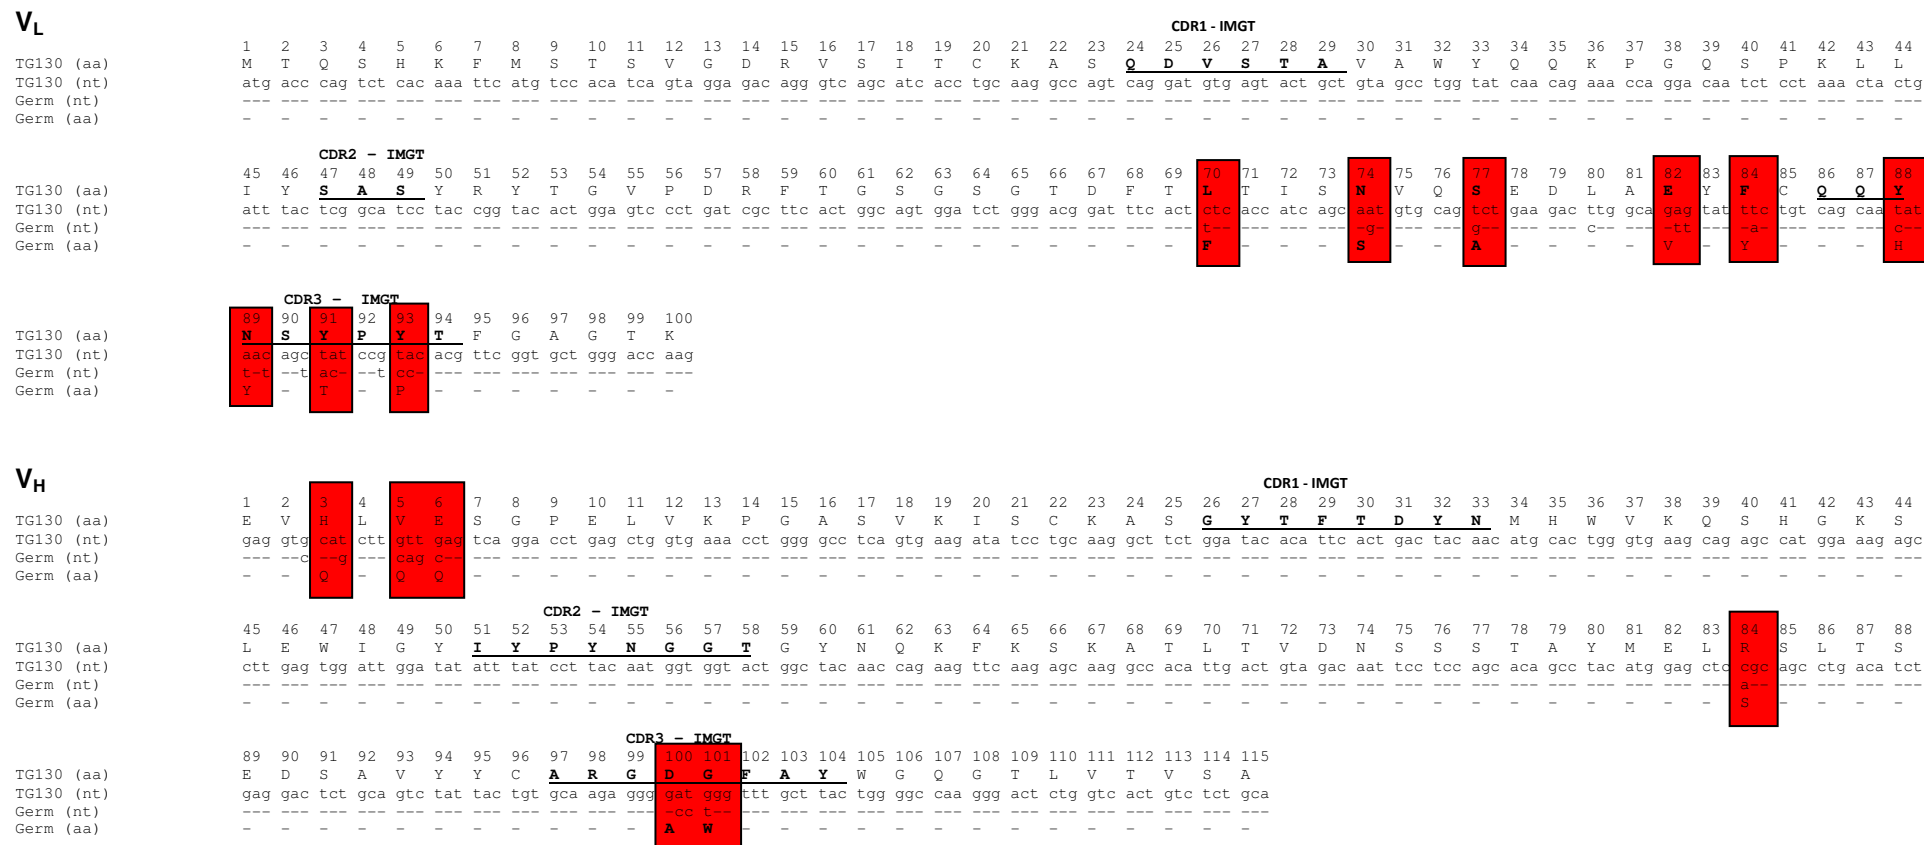 VL
CDR1 - IMGT
1 2 3 4 5 6 7 8 9 10 11 12 13 14 15 16 17 18 19 20 21 22 23 24 25 26 27 28 29 30 31 32 33 34 35 36 37 38 39 40 41 42 43 44
TG130 (aa) M T Q S H K F M S T S V G D R V S I T C K A S Q D V S T A V A W Y Q Q K P G Q S P K L L
TG130 (nt) atg acc cag tct cac aaa ttc atg tcc aca tca gta gga gac agg gtc agc atc acc tgc aag gcc agt cag gat gtg agt act gct gta gcc tgg tat caa cag aaa cca gga caa tct cct aaa cta ctg
Germ (nt) --- --- --- --- --- --- --- --- --- --- --- --- --- --- --- --- --- --- --- --- --- --- --- --- --- --- --- --- --- --- --- --- --- --- --- --- --- --- --- --- --- --- --- ---
Germ (aa) - - - - - - - - - - - - - - - - - - - - - - - - - - - - - - - - - - - - - - - - - - - -
CDR2 - IMGT
45 46 47 48 49 50 51 52 53 54 55 56 57 58 59 60 61 62 63 64 65 66 67 68 69 70 71 72 73 74 75 76 77 78 79 80 81 82 83 84 85 86 87 88
TG130 (aa) I Y S A S Y R Y T G V P D R F T G S G S G T D F T L T I S N V Q S E D L A E Y F C Q Q Y
TG130 (nt) att tac tcg gca tcc tac cgg tac act gga gtc cct gat cgc ttc act ggc agt gga tct ggg acg gat ttc act ctc acc atc agc aat gtg cag tct gaa gac ttg gca gag tat ttc tgt cag caa tat
Germ (nt) --- --- --- --- --- --- --- --- --- --- --- --- --- --- --- --- --- --- --- --- --- --- --- --- --- t-- --- --- --- -g- --- --- g-- --- --- c-- --- -tt --- -a- --- --- --- c--
Germ (aa) - - - - - - - - - - - - - - - - - - - - - - - - - F - - - S - - A - - - - V - Y - - - H
CDR3 - IMGT
89 90 91 92 93 94 95 96 97 98 99 100
TG130 (aa) N S Y P Y T F G A G T K
TG130 (nt) aac agc tat ccg tac acg ttc ggt gct ggg acc aag
Germ (nt) t-t --t ac- --t cc- --- --- --- --- --- --- ---
Germ (aa) Y - T - P - - - - - - -
VH
CDR1 - IMGT
1 2 3 4 5 6 7 8 9 10 11 12 13 14 15 16 17 18 19 20 21 22 23 24 25 26 27 28 29 30 31 32 33 34 35 36 37 38 39 40 41 42 43 44
TG130 (aa) E V H L V E S G P E L V K P G A S V K I S C K A S G Y T F T D Y N M H W V K Q S H G K S
TG130 (nt) gag gtg cat ctt gtt gag tca gga cct gag ctg gtg aaa cct ggg gcc tca gtg aag ata tcc tgc aag gct tct gga tac aca ttc act gac tac aac atg cac tgg gtg aag cag agc cat gga aag agc
Germ (nt) --- --c --g --- cag c-- --- --- --- --- --- --- --- --- --- --- --- --- --- --- --- --- --- --- --- --- --- --- --- --- --- --- --- --- --- --- --- --- --- --- --- --- --- ---
Germ (aa) - - Q - Q Q - - - - - - - - - - - - - - - - - - - - - - - - - - - - - - - - - - - - - -
CDR2 - IMGT
45 46 47 48 49 50 51 52 53 54 55 56 57 58 59 60 61 62 63 64 65 66 67 68 69 70 71 72 73 74 75 76 77 78 79 80 81 82 83 84 85 86 87 88
TG130 (aa) L E W I G Y I Y P Y N G G T G Y N Q K F K S K A T L T V D N S S S T A Y M E L R S L T S
TG130 (nt) ctt gag tgg att gga tat att tat cct tac aat ggt ggt act ggc tac aac cag aag ttc aag agc aag gcc aca ttg act gta gac aat tcc tcc agc aca gcc tac atg gag ctc cgc agc ctg aca tct
Germ (nt) --- --- --- --- --- --- --- --- --- --- --- --- --- --- --- --- --- --- --- --- --- --- --- --- --- --- --- --- --- --- --- --- --- --- --- --- --- --- --- a-- --- --- --- ---
Germ (aa) - - - - - - - - - - - - - - - - - - - - - - - - - - - - - - - - - - - - - - - S - - - -
CDR3 - IMGT
89 90 91 92 93 94 95 96 97 98 99 100 101 102 103 104 105 106 107 108 109 110 111 112 113 114 115
TG130 (aa) E D S A V Y Y C A R G D G F A Y W G Q G T L V T V S A
TG130 (nt) gag gac tct gca gtc tat tac tgt gca aga ggg gat ggg ttt gct tac tgg ggc caa ggg act ctg gtc act gtc tct gca
Germ (nt) --- --- --- --- --- --- --- --- --- --- --- -cc t-- --- --- --- --- --- --- --- --- --- --- --- --- --- ---
Germ (aa) - - - - - - - - - - - A W - - - - - - - - - - - - - -